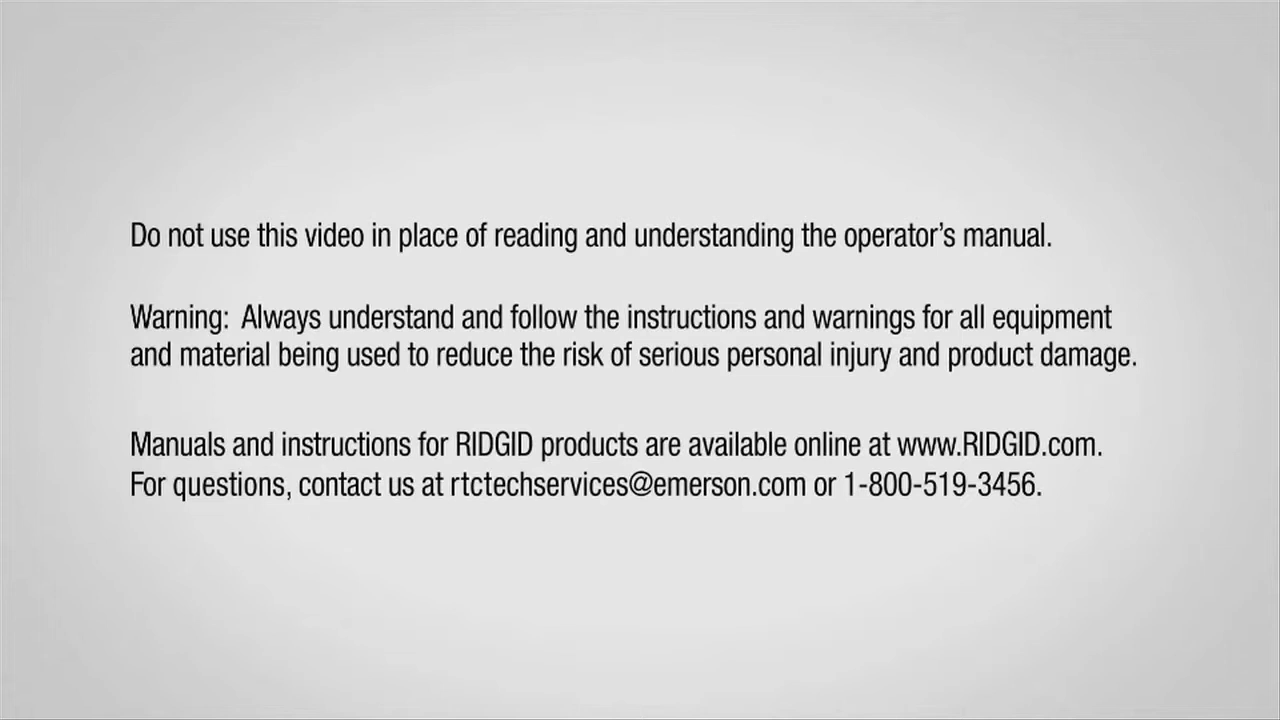 Do not use this video in place of reading and understanding the operator’s manual.
Warning:  Always understand and follow the instructions and warnings for all equipment
and material being used to reduce the risk of serious personal injury and product damage.
Manuals and instructions for RIDGID products are available online at www.RIDGID.com.
For questions, contact us at rtctechservices@emerson.com or 1-800-519-3456.